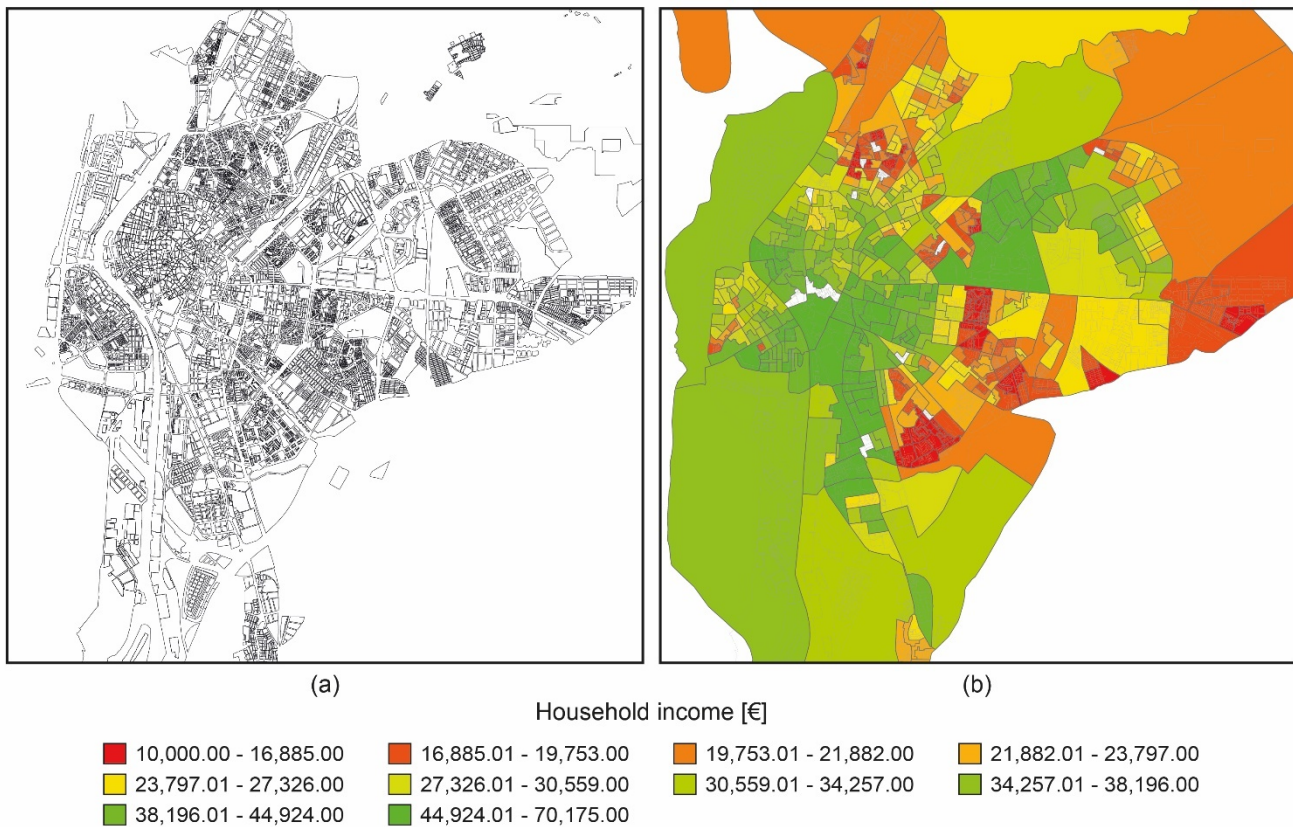 (a)
(b)
Household income [€]
10,000.00 - 16,885.00
16,885.01 - 19,753.00
19,753.01 - 21,882.00
21,882.01 - 23,797.00
23,797.01 - 27,326.00
27,326.01 - 30,559.00
30,559.01 - 34,257.00
34,257.01 - 38,196.00
38,196.01 - 44,924.00
44,924.01 - 70,175.00